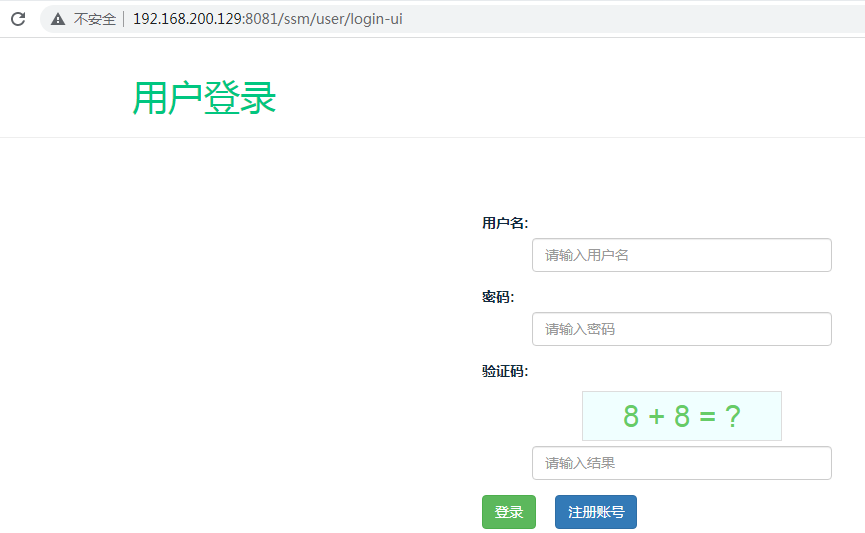 不安全 192.168.200.129:8081/ssm/user/login-ui
用户登录
用户名:
请输入用户名
密码:
请输入密码
验证码:
8 + 8 = ?
请输入结果
登录 注册账号